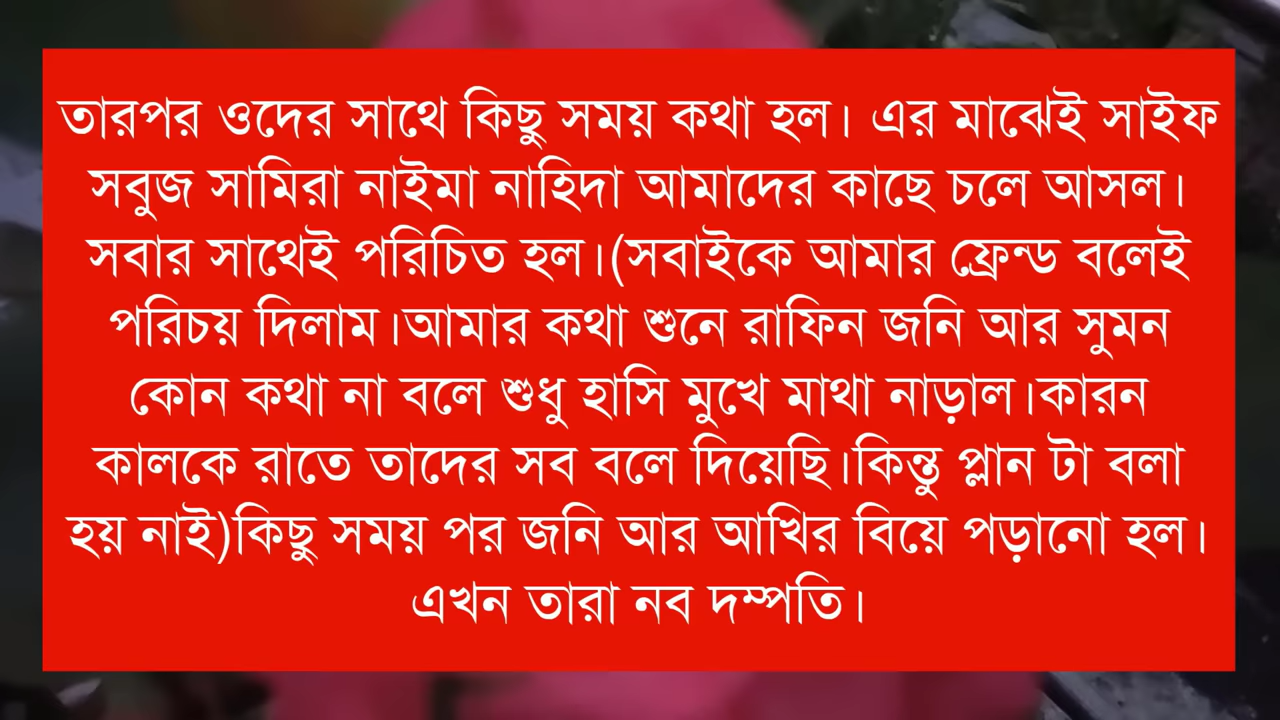 তারপর ওদের সাথে কিছু সময় কথা হল। এর মাঝেই সাইফ
সবুজ সামিরা নাইমা নাহিদা আমাদের কাছে চলে আসল।
সবার সাথেই পরিচিত হল।(সবাইকে আমার ফ্রেন্ড বলেই
পরিচয় দিলাম।আমার কথা শুনে রাফিন জনি আর সুমন
কোন কথা না বলে শুধু হাসি মুখে মাথা নাড়াল।কারন
কালকে রাতে তাদের সব বলে দিয়েছি।কিন্তু প্লান টা বলা
হয় নাই)কিছু সময় পর জনি আর আখির বিয়ে পড়ানো হল।
এখন তারা নব দম্পতি।